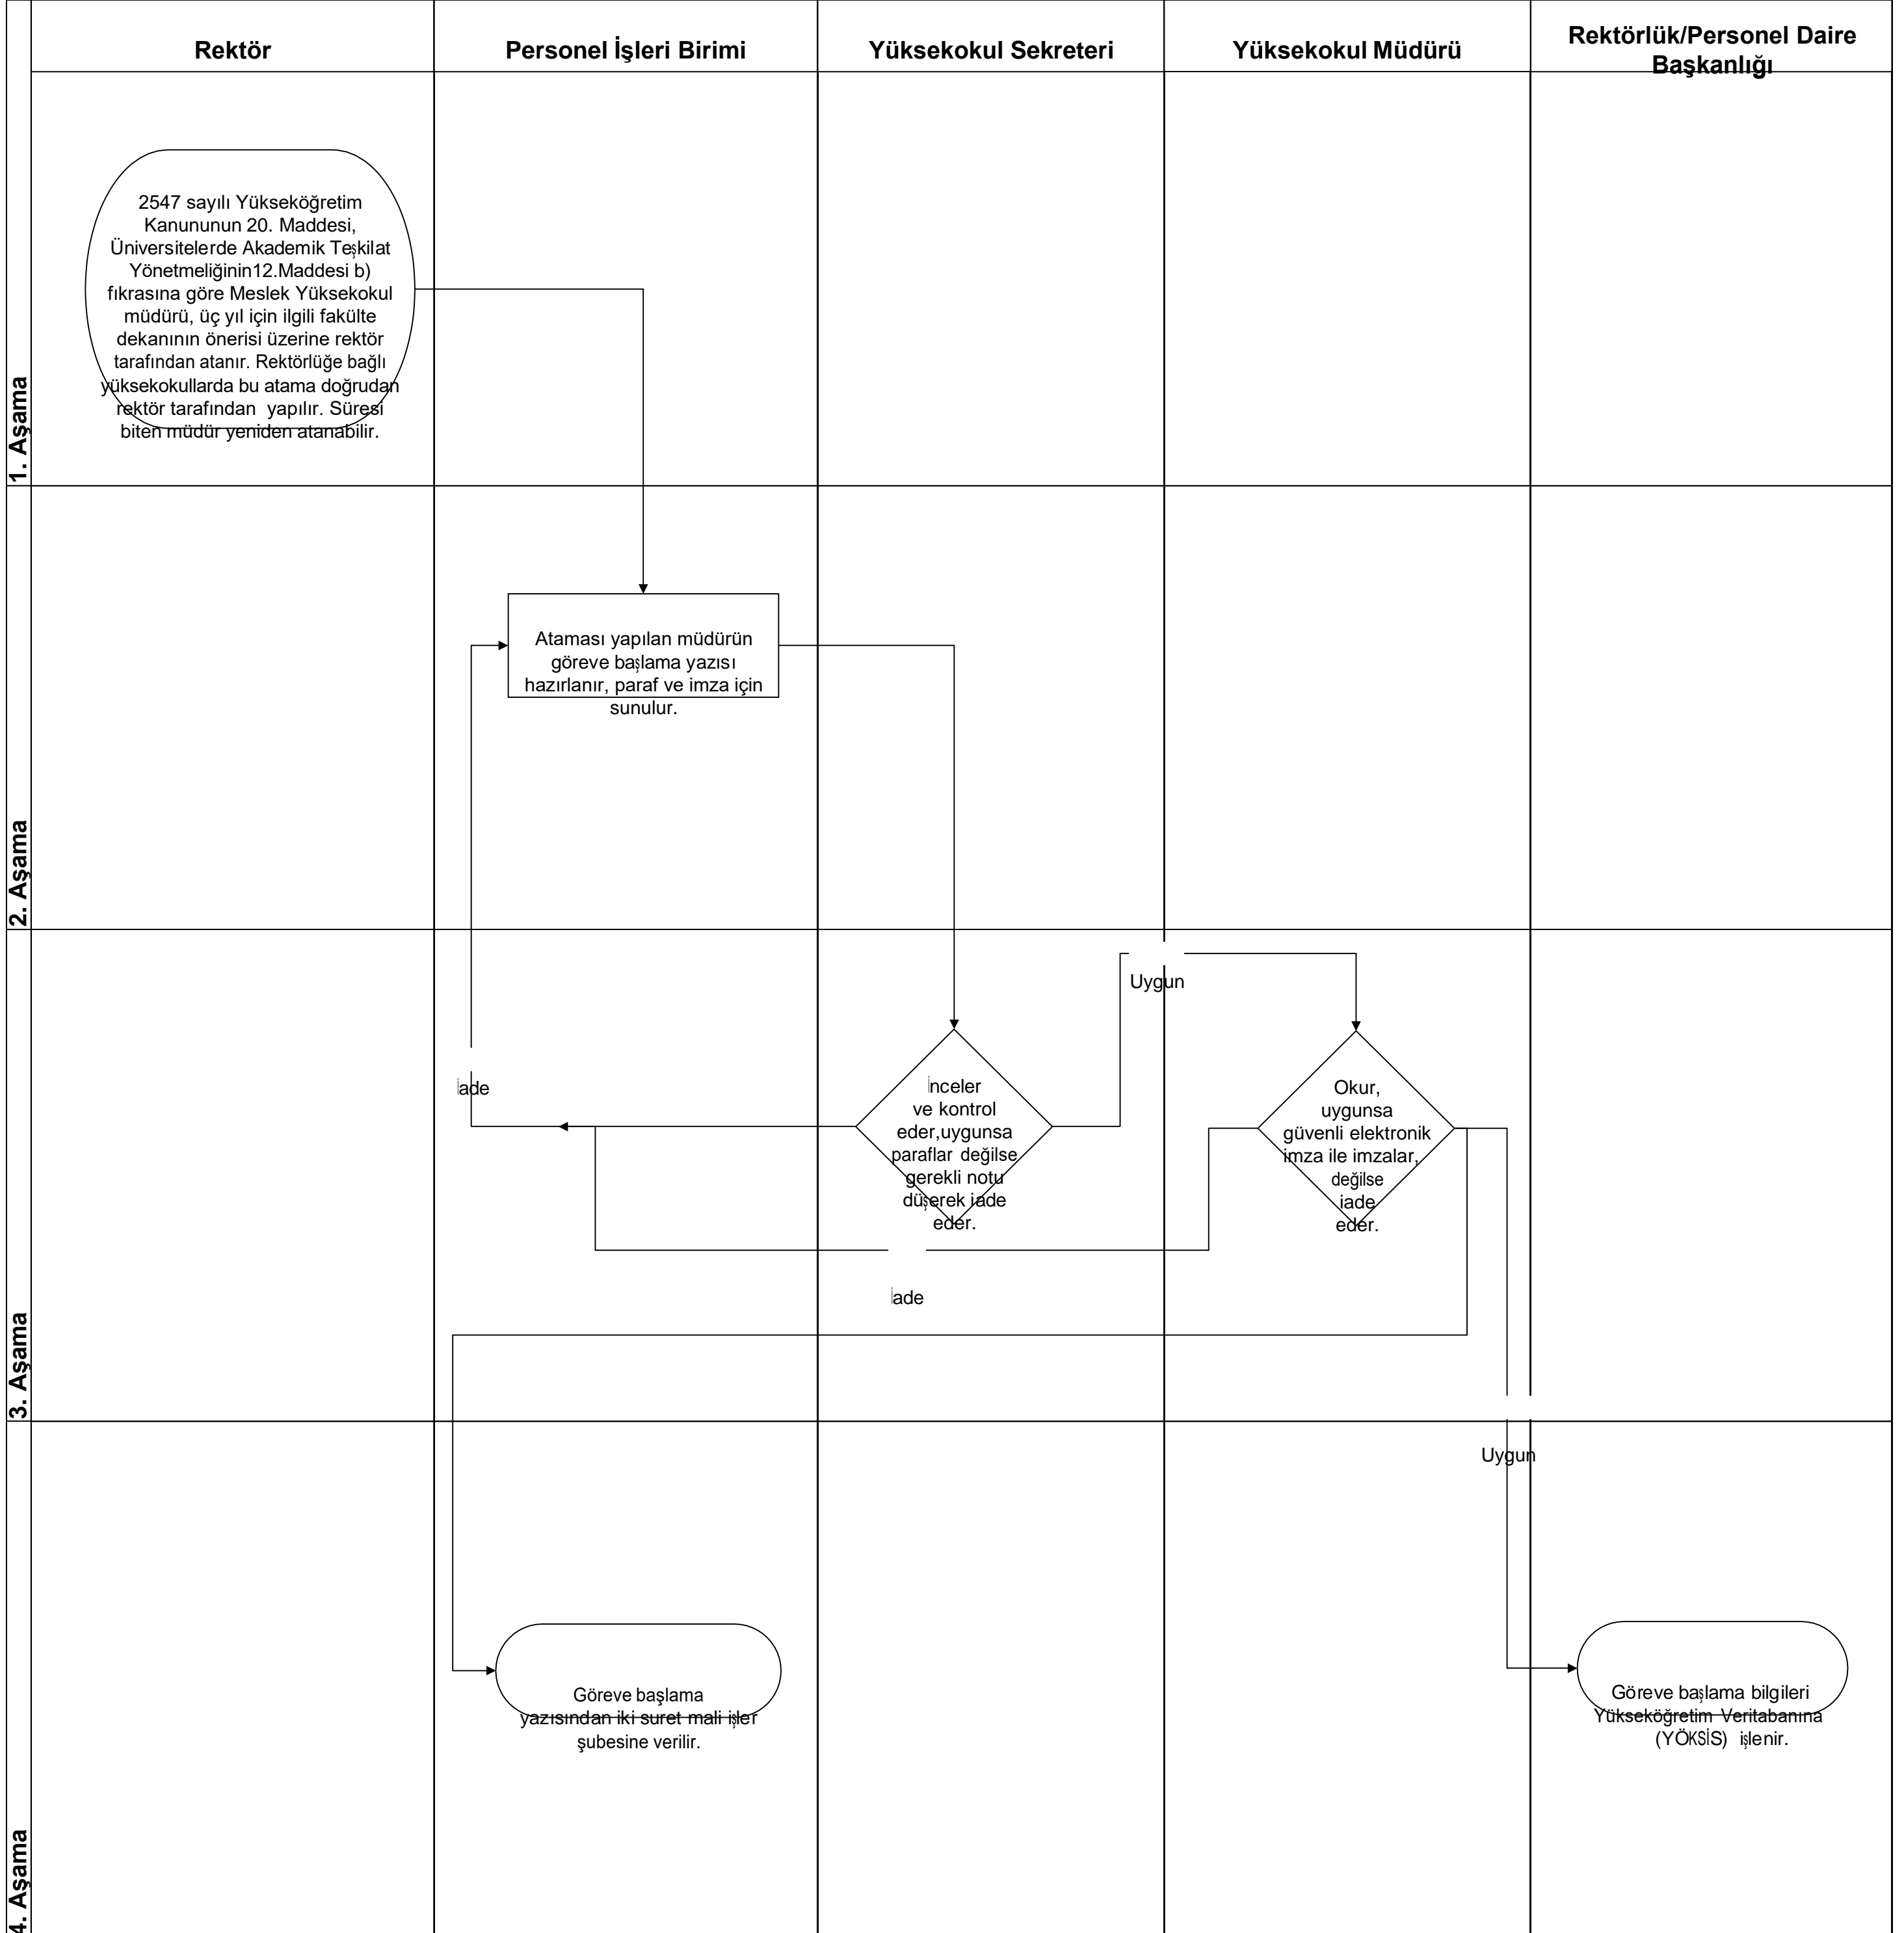 Rektör
Personel İşleri Birimi
Yüksekokul Sekreteri
Yüksekokul Müdürü
Rektörlük/Personel Daire
Başkanlığı
1. Aşama
2547 sayılı Yükseköğretim
Kanununun 20. Maddesi,
Üniversitelerde Akademik Teşkilat
Yönetmeliğinin12.Maddesi b)
fıkrasına göre Meslek Yüksekokul
müdürü, üç yıl için ilgili fakülte
dekanının önerisi üzerine rektör
tarafından atanır. Rektörlüğe bağlı
yüksekokullarda bu atama doğrudan
rektör tarafından yapılır. Süresi
biten müdür yeniden atanabilir.
2. Aşama
Ataması yapılan müdürün
göreve başlama yazısı
hazırlanır, paraf ve imza için
sunulur.
3. Aşama
Uygun
İade
İnceler
ve kontrol
eder,uygunsa
paraflar değilse
gerekli notu
düşerek iade
eder.
Okur,
uygunsa
güvenli elektronik
imza ile imzalar,
değilse
iade
eder.
İade
4. Aşama
Uygun
Göreve başlama
yazısından iki suret mali işler
şubesine verilir.
Göreve başlama bilgileri
Yükseköğretim Veritabanına
(YÖKSİS) işlenir.